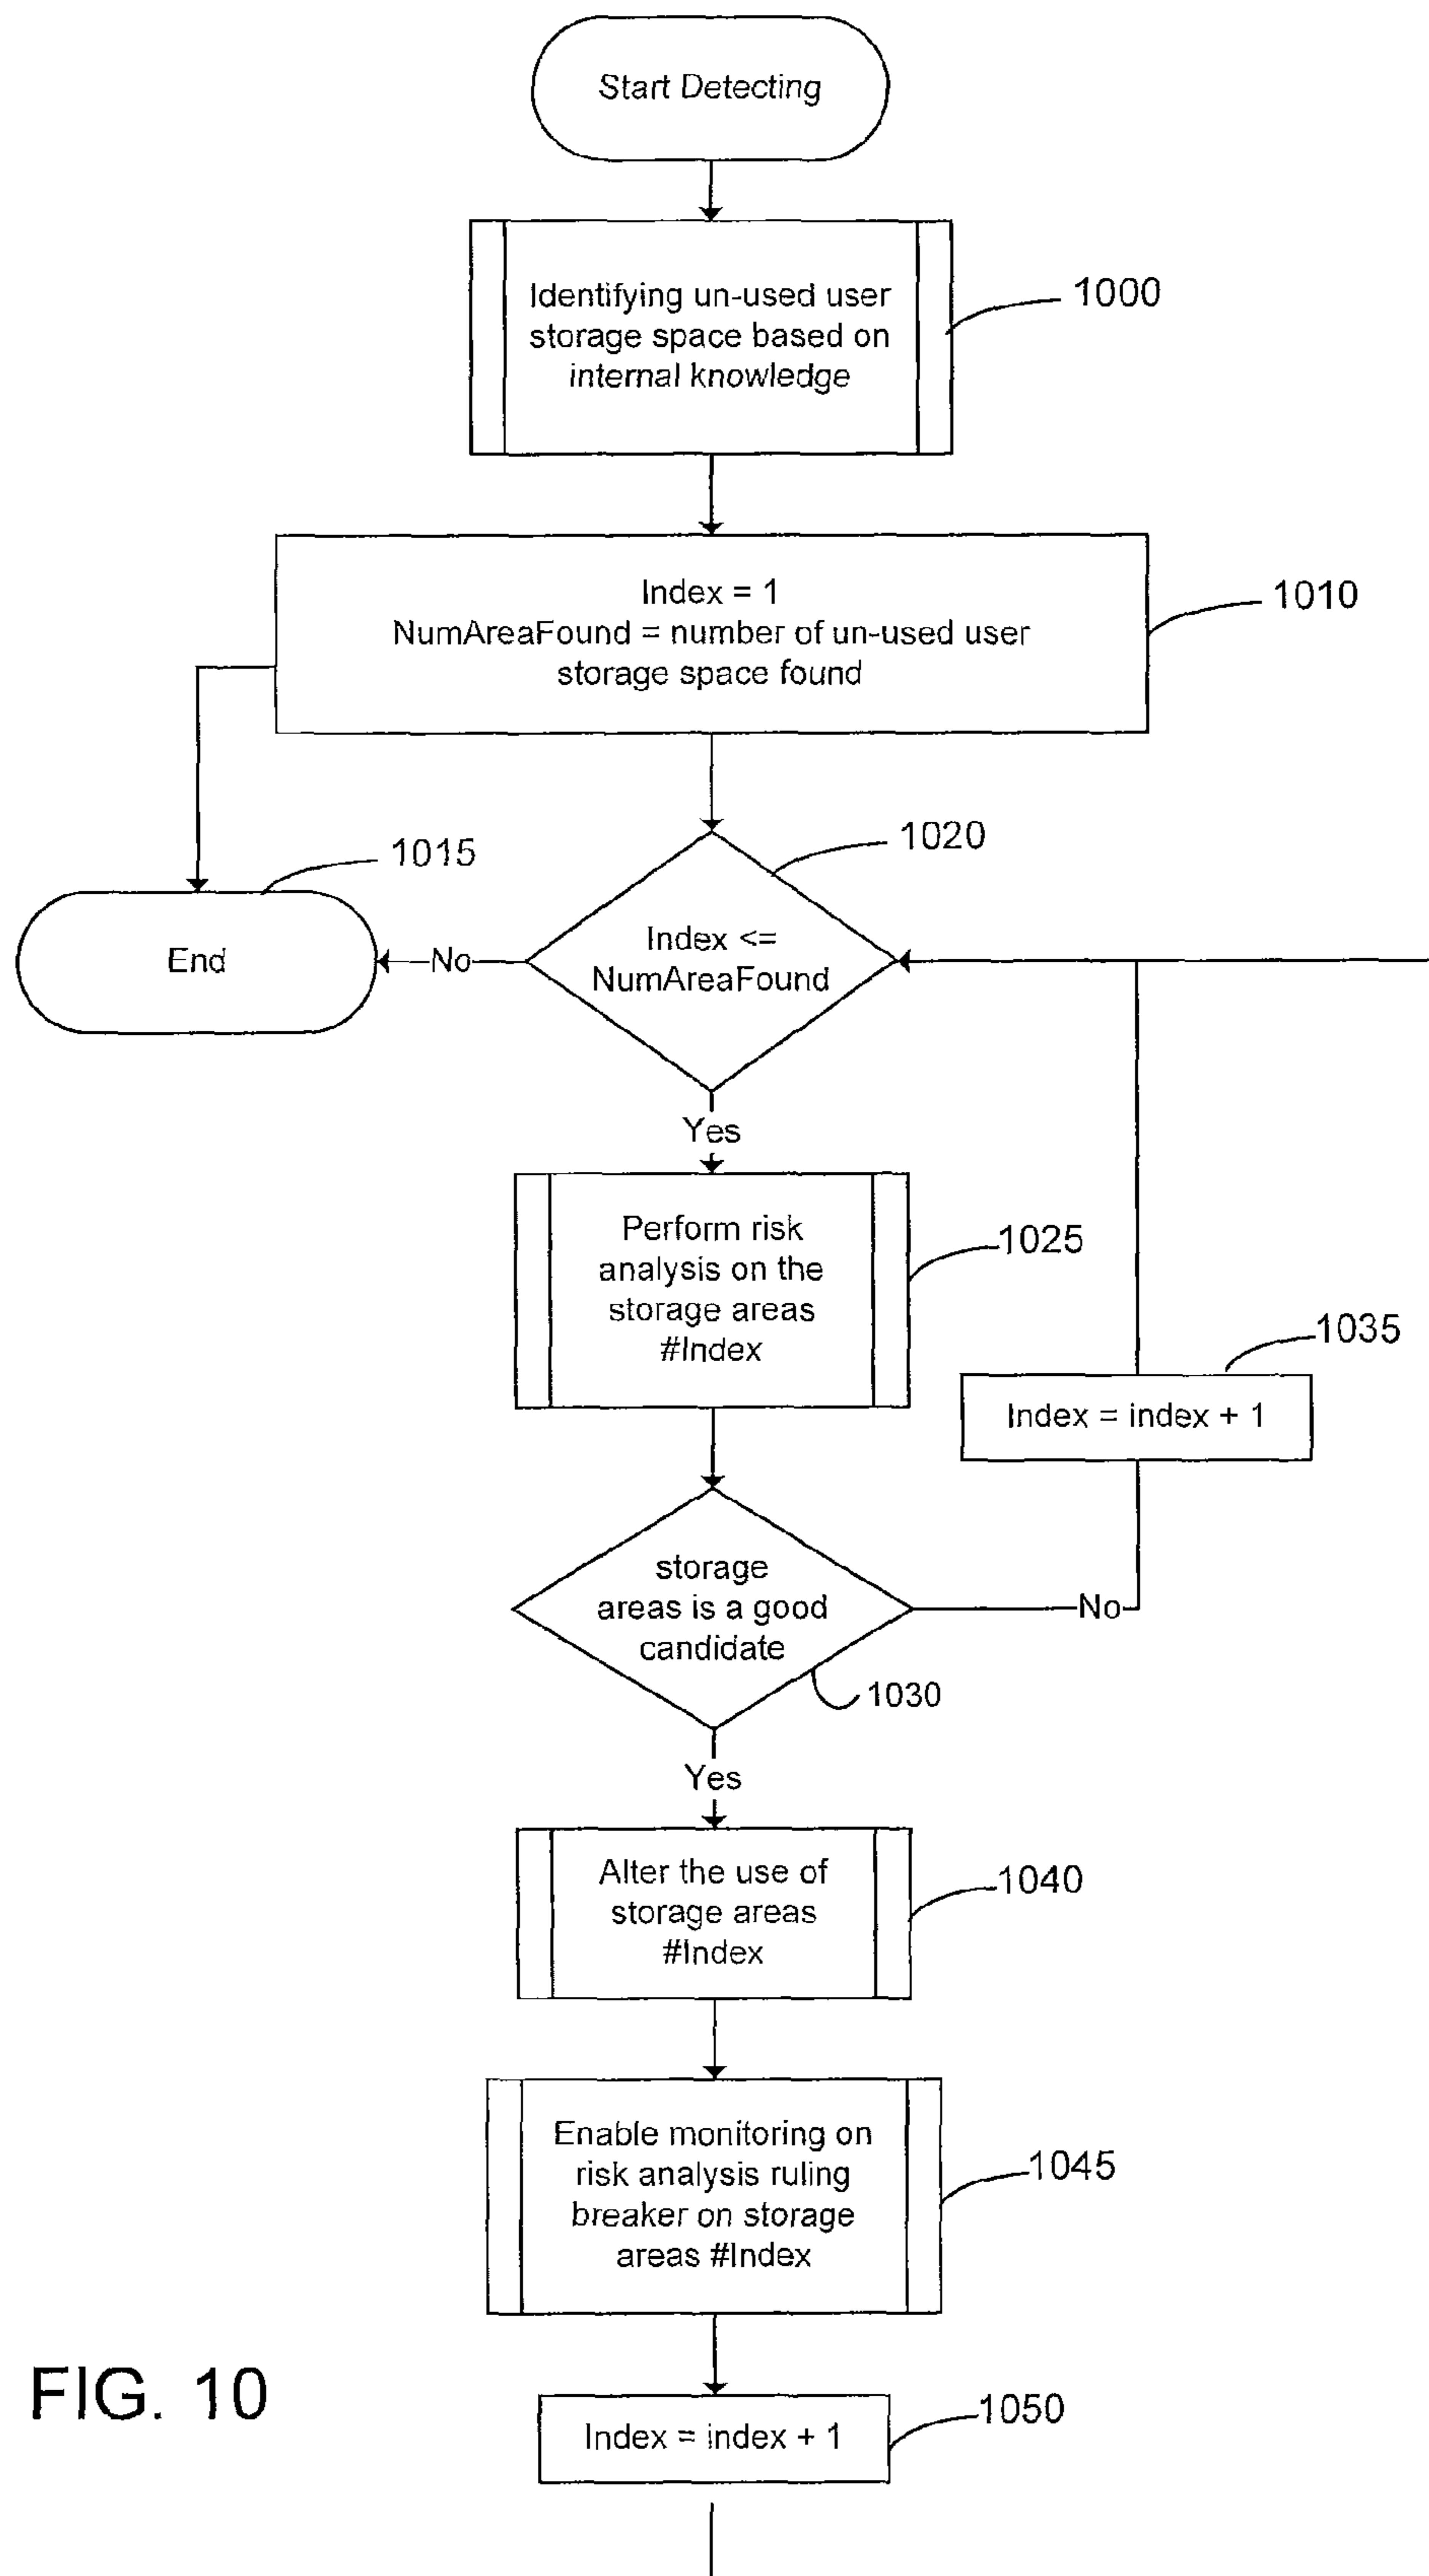 Start Detecting
Identifying un-used user
storage space based on
internal knowledge
1000
Index = 1
NumAreaFound = number of un-used user
storage space found
1010
1015
End
No
1020
Index <=
NumAreaFound
Yes
Perform risk
analysis on the
storage areas
#Index
1025
1035
Index = index + 1
storage
areas is a good
candidate
No
1030
Yes
Alter the use of
storage areas
#Index
1040
Enable monitoring on
risk analysis ruling
breaker on storage
areas #Index
1045
FIG. 10
Index = index + 1
1050